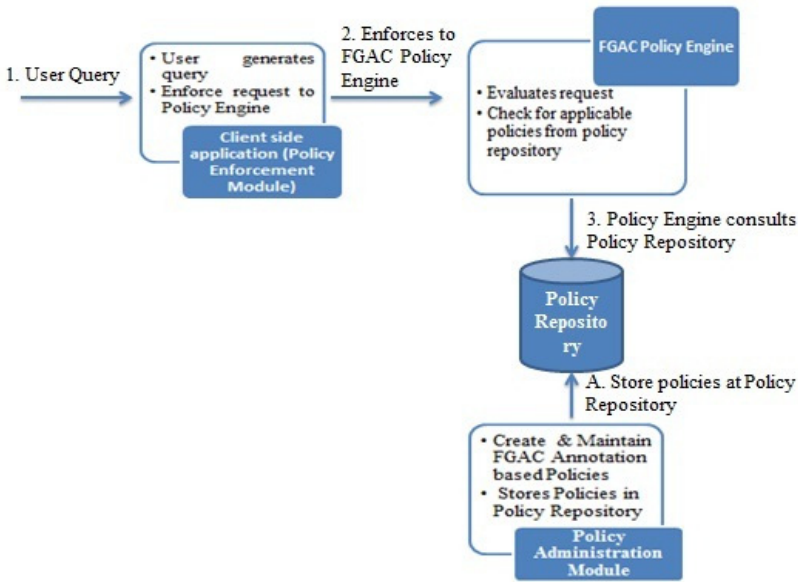 1. User Query
• User generates
query
• Enforce request to
Policy Engine
Client side
application (Policy
Enforcement Module)
2. Enforces to
FGAC Policy
Engine
FGAC Policy Engine
• Evaluates request
• Check for applicable
policies from policy
repository
3. Policy Engine consults
Policy Repository
Policy
Reposito
ry
A. Store policies at Policy
Repository
• Create & Maintain
FGAC Annotation
based Policies
• Stores Policies in
Policy Repository
Policy
Administration
Module